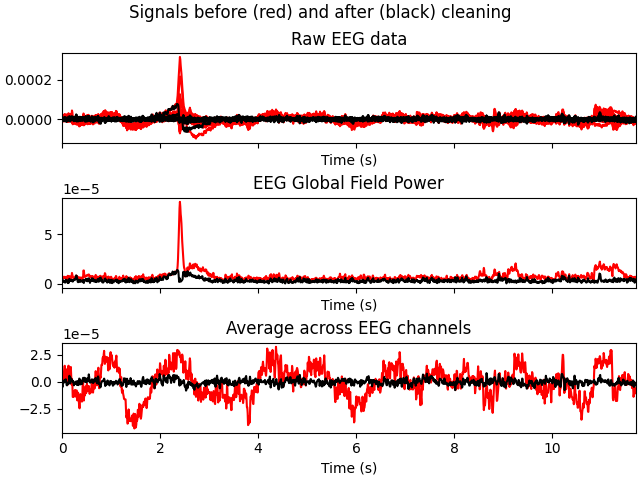 Signals before (red) and after (black) cleaning
Raw EEG data
0.0002
0.0000
Time (s)
EEG Global Field Power
1e−5
5
0
Time (s)
Average across EEG channels
1e−5
2.5
0.0
−2.5
0 2 4 6 8 10
Time (s)